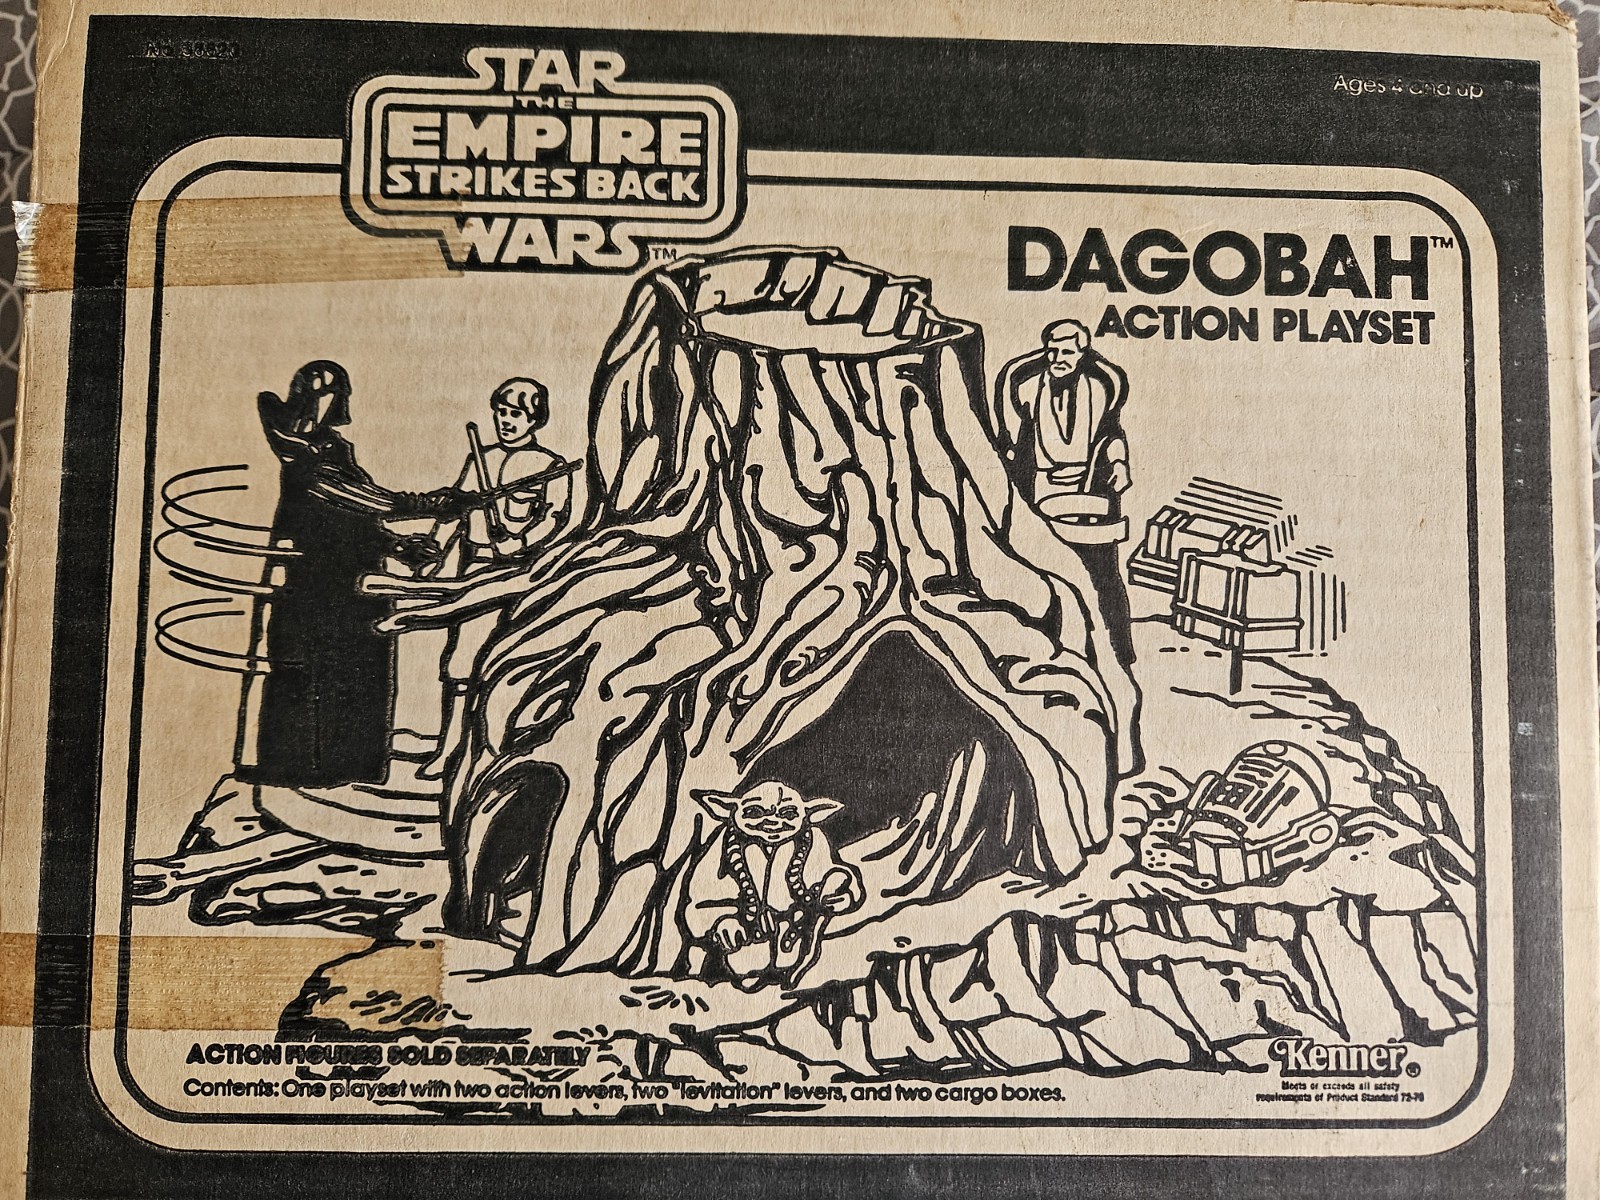 STAR
THE
EMPIRE
STRIKES BACK
WARS™
Ages 4 and up
DAGOBAH™
ACTION PLAYSET
ACTION FIGURES SOLD SEPARATELY
Contents: One playset with two action levers, two "levitation" levers, and two cargo boxes.
Kenner®
Meets or exceeds all safety
requirements of Product Standard 72-76